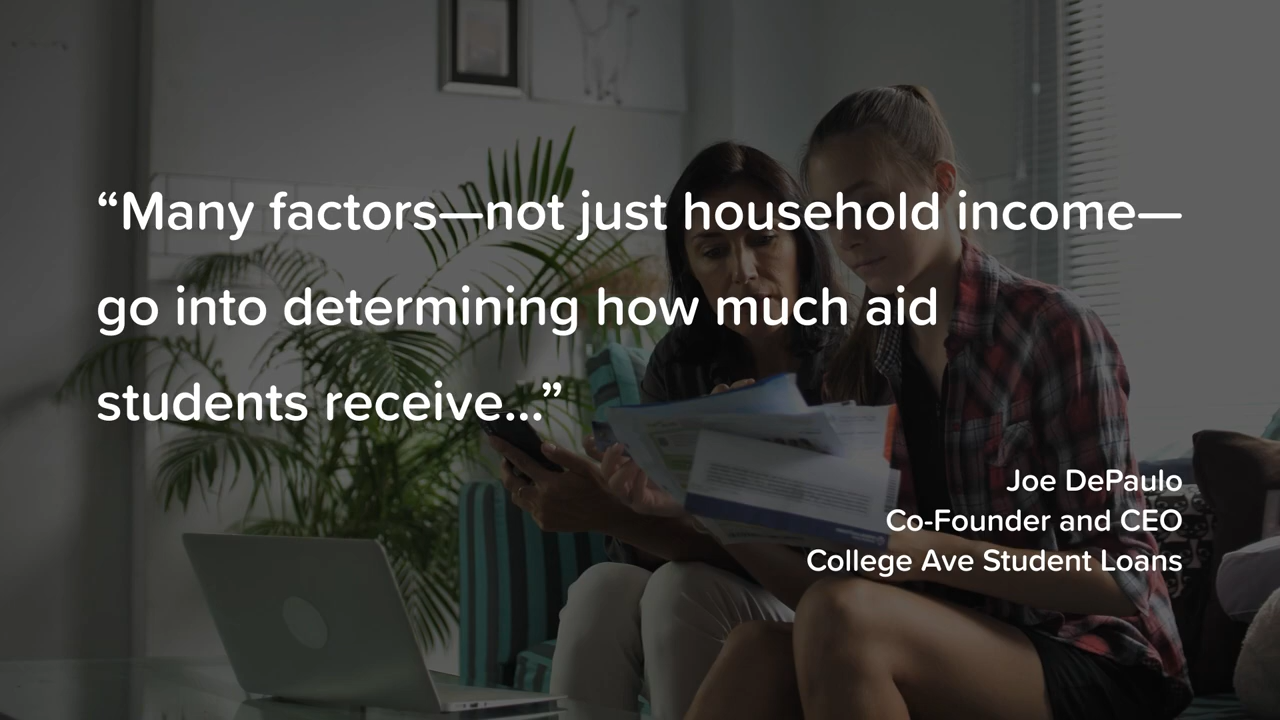 “Many factors—not just household income—
go into determining how much aid
students receive...”
Joe DePaulo
Co-Founder and CEO
College Ave Student Loans